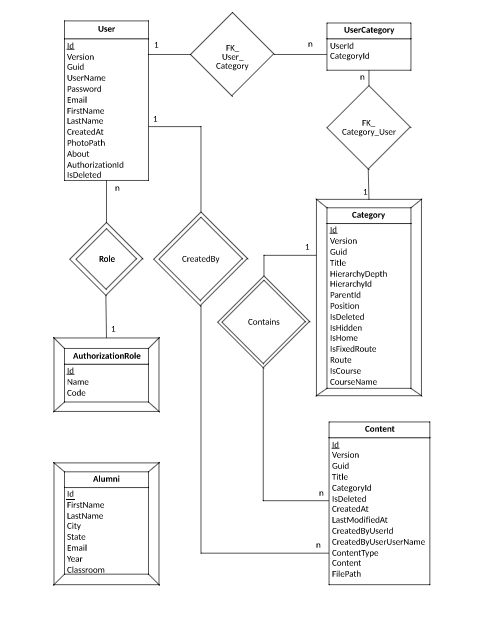 User
Id
Version
Guid
UserName
Password
Email
FirstName
LastName
CreatedAt
PhotoPath
About
AuthorizationId
IsDeleted
1
FK_
User_
Category
n
UserCategory
UserId
CategoryId
n
FK_
Category_User
1
1
n
Role
1
CreatedBy
n
Category
Id
Version
Guid
Title
HierarchyDepth
HierarchyId
ParentId
Position
IsDeleted
IsHidden
IsHome
IsFixedRoute
Route
IsCourse
CourseName
1
Contains
n
AuthorizationRole
Id
Name
Code
Content
Id
Version
Guid
Title
CategoryId
IsDeleted
CreatedAt
LastModifiedAt
CreatedByUserId
CreatedByUserUserName
ContentType
Content
FilePath
Alumni
Id
FirstName
LastName
City
State
Email
Year
Classroom